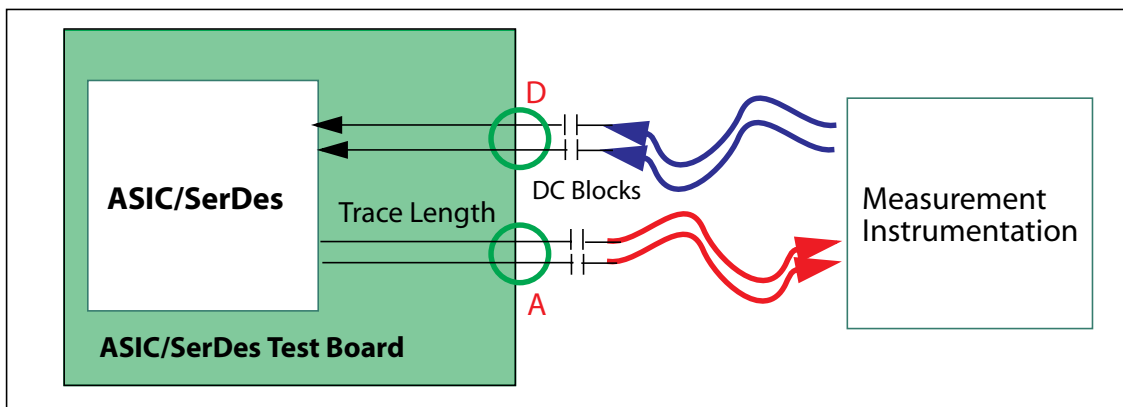 D
ASIC/SerDes
DC Blocks
Trace Length
Measurement
Instrumentation
A
ASIC/SerDes Test Board